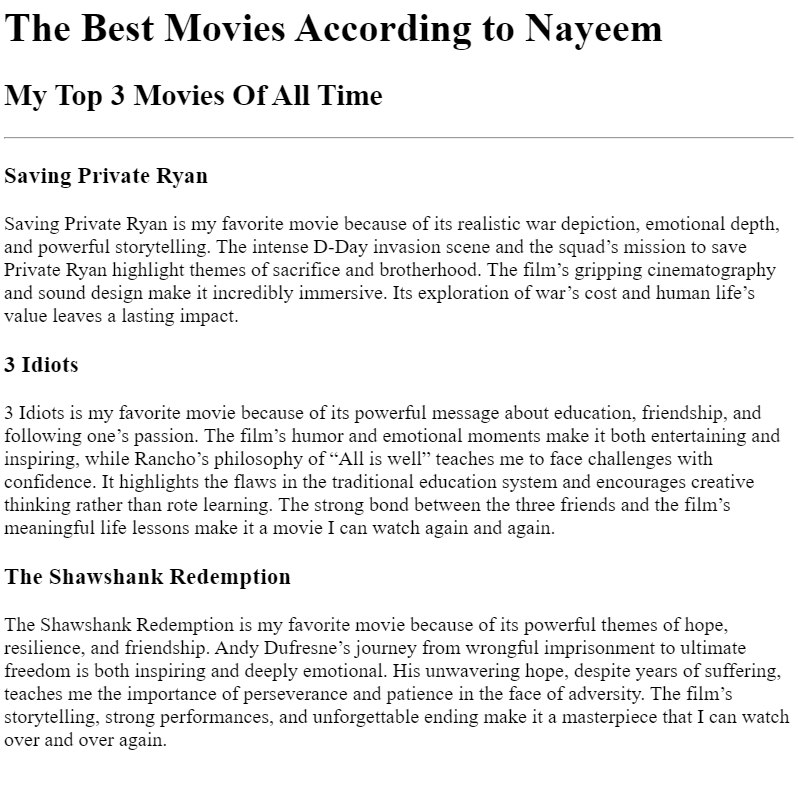 The Best Movies According to Nayeem
My Top 3 Movies Of All Time
Saving Private Ryan
Saving Private Ryan is my favorite movie because of its realistic war depiction, emotional depth,
and powerful storytelling. The intense D-Day invasion scene and the squad’s mission to save
Private Ryan highlight themes of sacrifice and brotherhood. The film’s gripping cinematography
and sound design make it incredibly immersive. Its exploration of war’s cost and human life’s
value leaves a lasting impact.
3 Idiots
3 Idiots is my favorite movie because of its powerful message about education, friendship, and
following one’s passion. The film’s humor and emotional moments make it both entertaining and
inspiring, while Rancho’s philosophy of “All is well” teaches me to face challenges with
confidence. It highlights the flaws in the traditional education system and encourages creative
thinking rather than rote learning. The strong bond between the three friends and the film’s
meaningful life lessons make it a movie I can watch again and again.
The Shawshank Redemption
The Shawshank Redemption is my favorite movie because of its powerful themes of hope,
resilience, and friendship. Andy Dufresne’s journey from wrongful imprisonment to ultimate
freedom is both inspiring and deeply emotional. His unwavering hope, despite years of suffering,
teaches me the importance of perseverance and patience in the face of adversity. The film’s
storytelling, strong performances, and unforgettable ending make it a masterpiece that I can watch
over and over again.